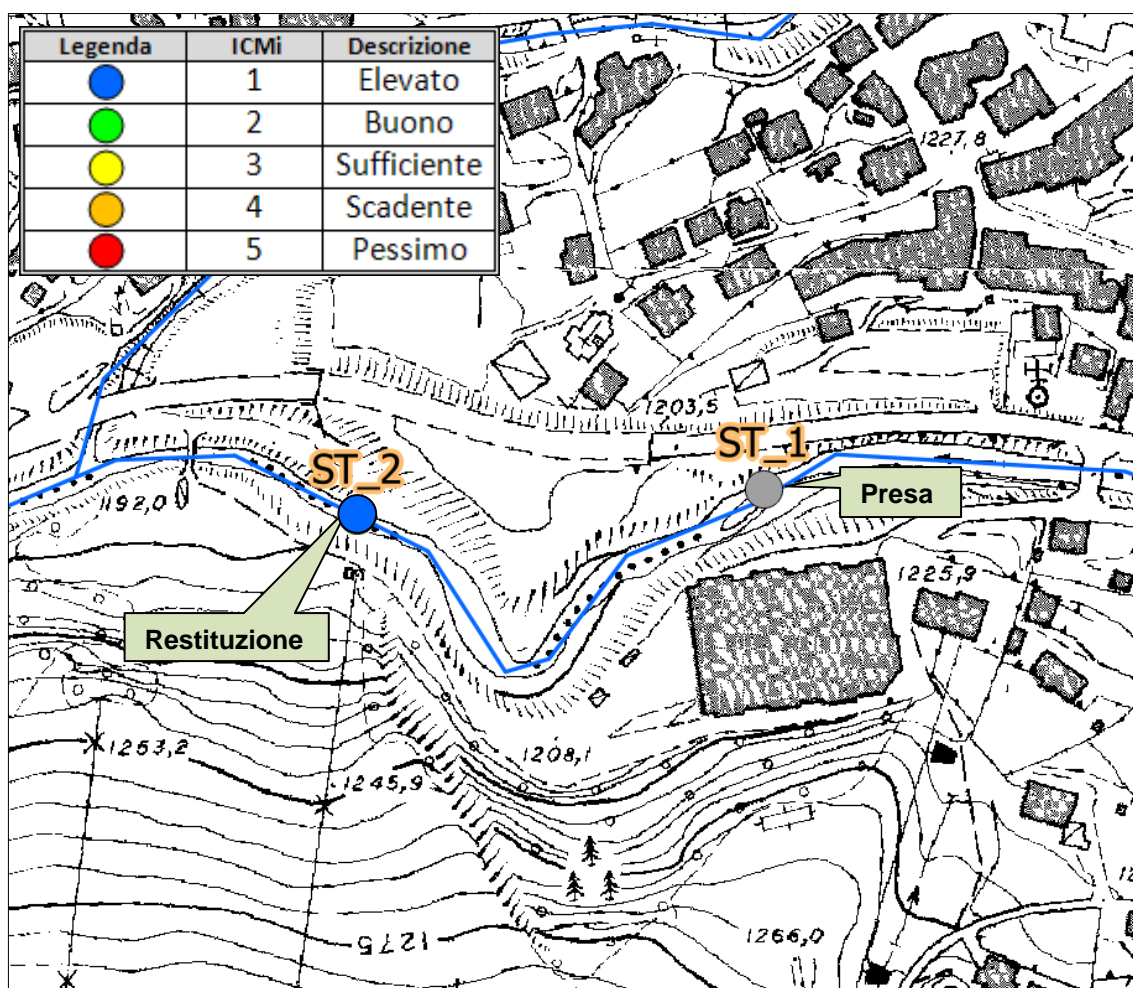 Legenda ICMi Descrizione
1 Elevato
2 Buono
3 Sufficiente
4 Scadente
5 Pessimo
1227,8
1203,5
ST_2
ST_1
Presa
1192,0
1225,9
Restituzione
1208,1
1253,2
1245,9
1275
1266,0